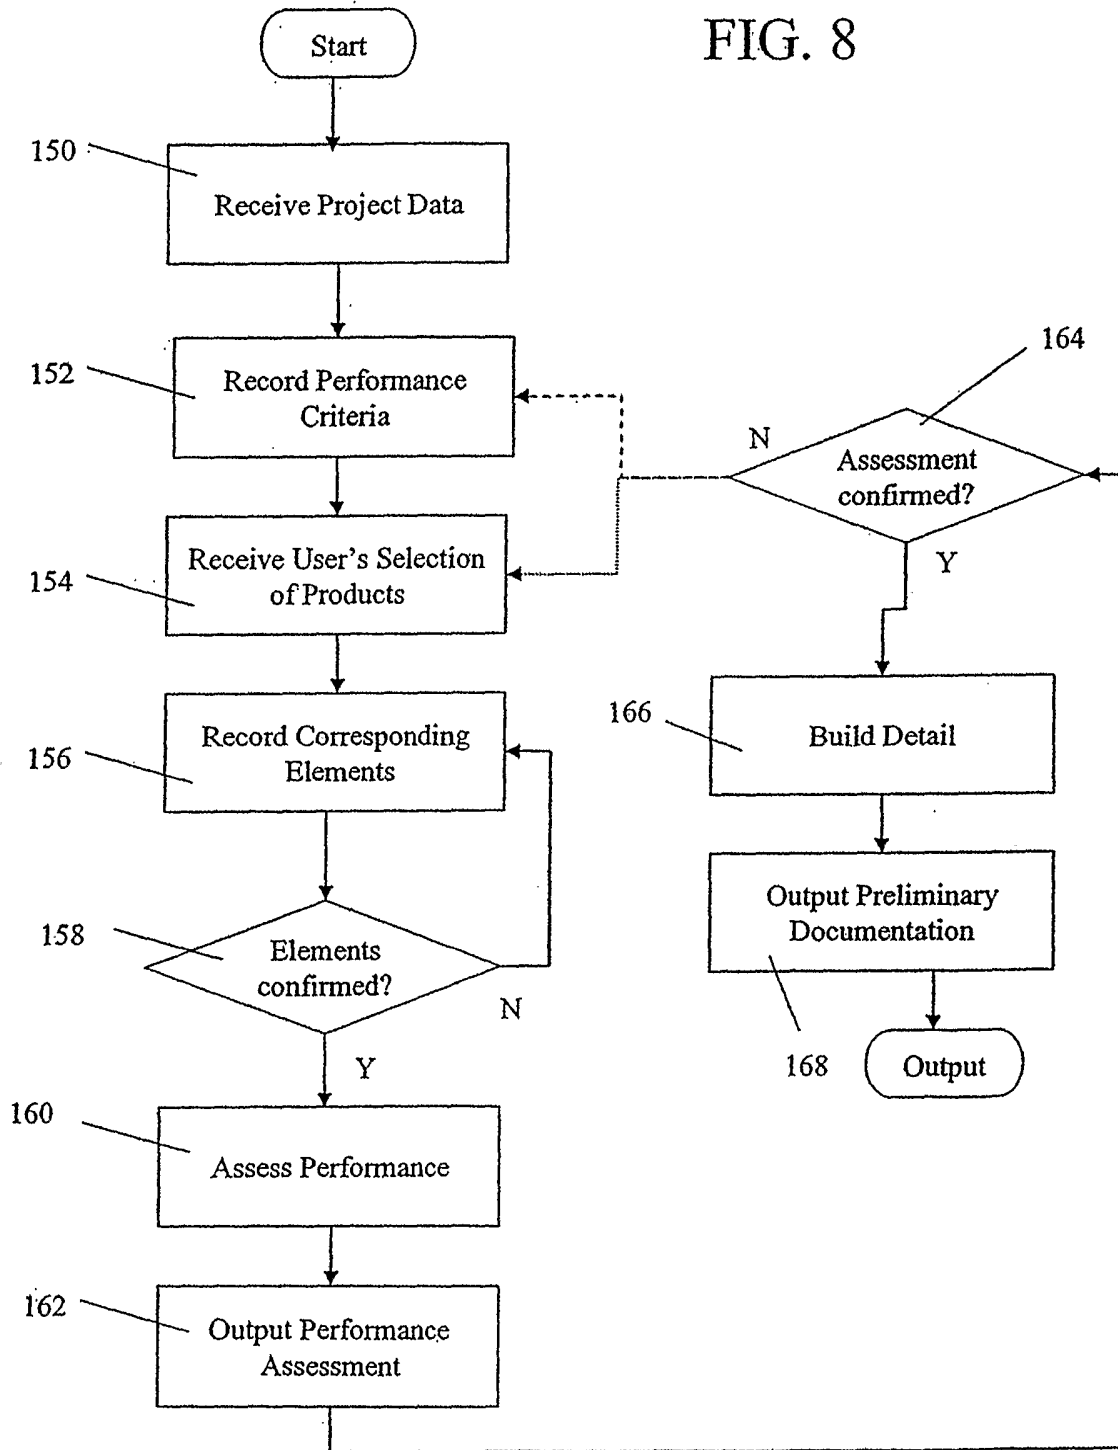 FIG. 8
Start
150
Receive Project Data
152
Record Performance
Criteria
154
Receive User's Selection
of Products
156
Record Corresponding
Elements
158
Elements
confirmed?
N
Y
160
Assess Performance
162
Output Performance
Assessment
164
Assessment
confirmed?
N
Y
166
Build Detail
Output Preliminary
Documentation
168
Output